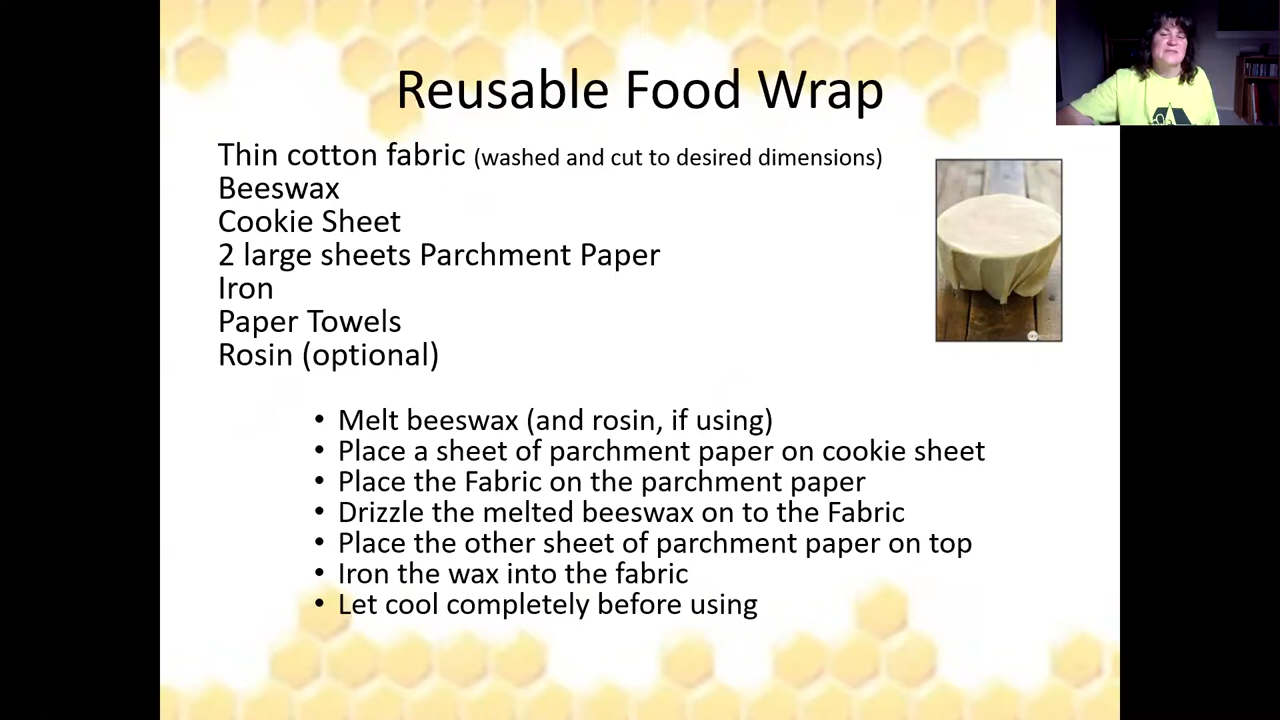 Reusable Food Wrap
Thin cotton fabric (washed and cut to desired dimensions)
Beeswax
Cookie Sheet
2 large sheets Parchment Paper
Iron
Paper Towels
Rosin (optional)
• Melt beeswax (and rosin, if using)
• Place a sheet of parchment paper on cookie sheet
• Place the Fabric on the parchment paper
• Drizzle the melted beeswax on to the Fabric
• Place the other sheet of parchment paper on top
• Iron the wax into the fabric
• Let cool completely before using